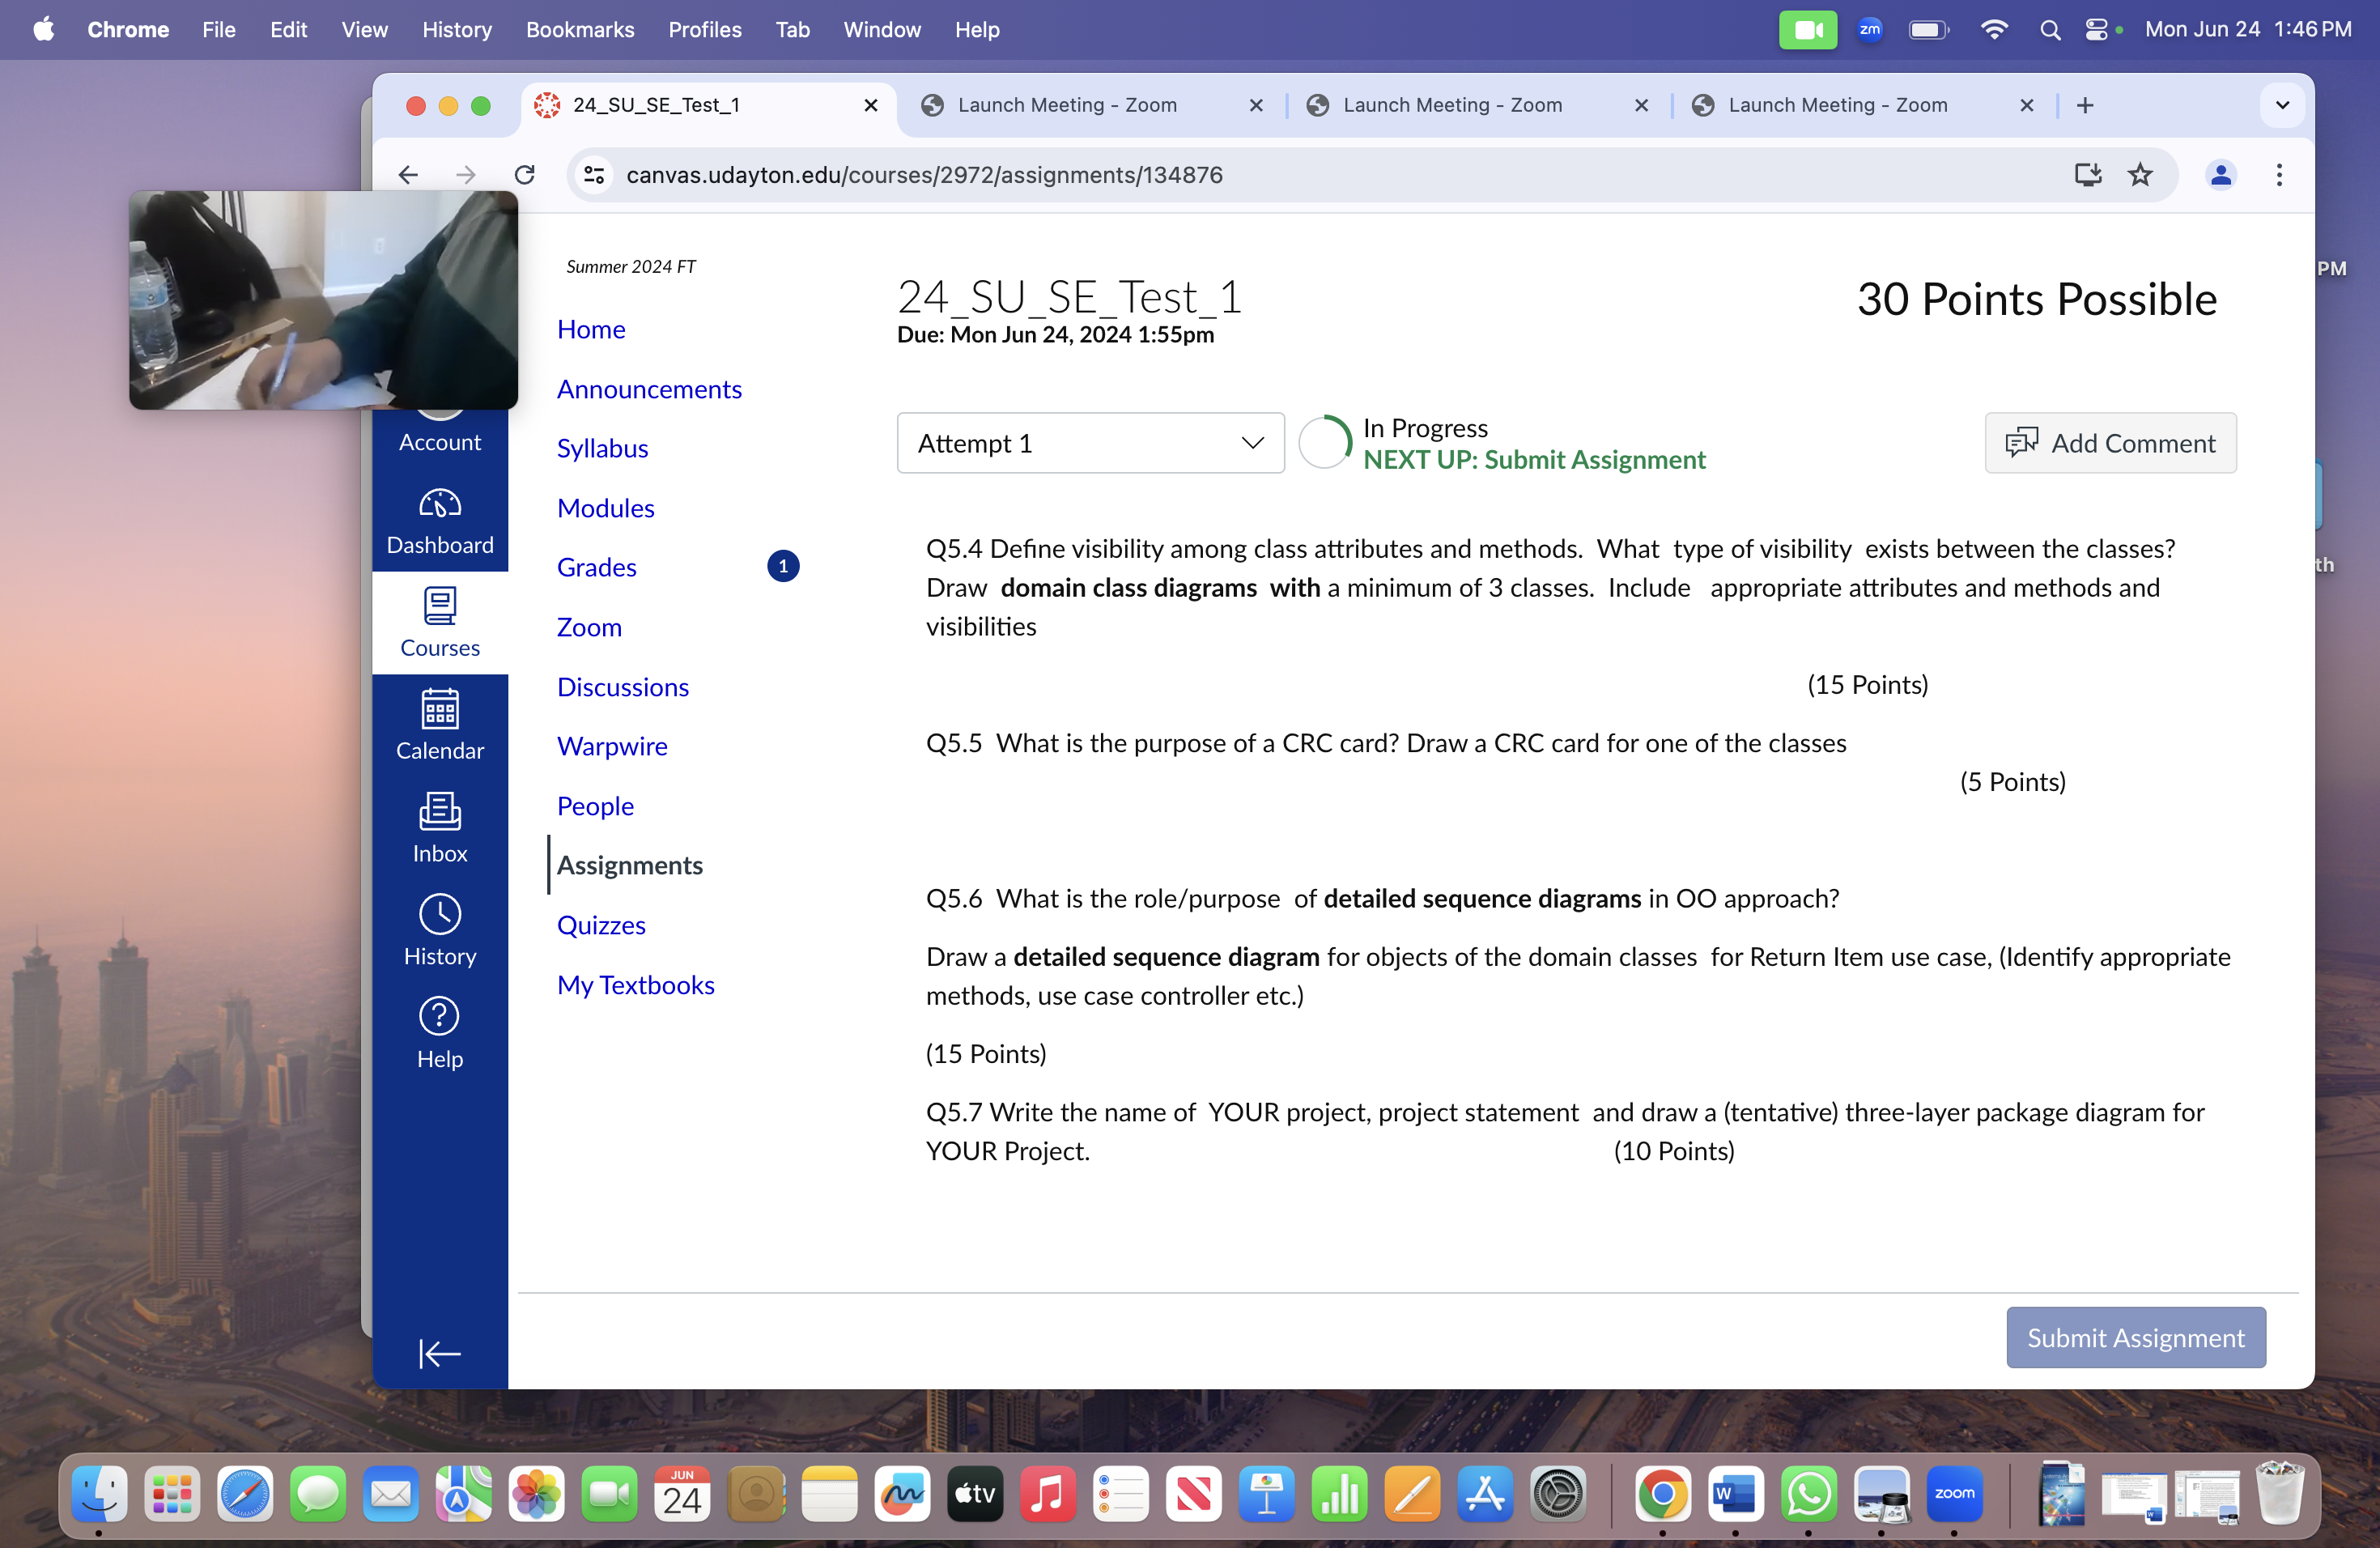 Chrome File Edit View History Bookmarks Profiles Tab Window Help zm Mon Jun 24 1:46 PM
24_SU_SE_Test_1 Launch Meeting - Zoom Launch Meeting - Zoom Launch Meeting - Zoom
canvas.udayton.edu/courses/2972/assignments/134876
PM
th
Account
Dashboard
Courses
Calendar
Inbox
History
Help
Summer 2024 FT
Home
Announcements
Syllabus
Modules
Grades 1
Zoom
Discussions
Warpwire
People
Assignments
Quizzes
My Textbooks
24_SU_SE_Test_1
30 Points Possible
Due: Mon Jun 24, 2024 1:55pm
Attempt 1
In Progress
NEXT UP: Submit Assignment
Add Comment
Q5.4 Define visibility among class attributes and methods.  What  type of visibility  exists between the classes?
Draw  domain class diagrams  with a minimum of 3 classes.  Include   appropriate attributes and methods and
visibilities
(15 Points)
Q5.5  What is the purpose of a CRC card? Draw a CRC card for one of the classes
(5 Points)
Q5.6  What is the role/purpose  of detailed sequence diagrams in OO approach?
Draw a detailed sequence diagram for objects of the domain classes  for Return Item use case, (Identify appropriate
methods, use case controller etc.)
(15 Points)
Q5.7 Write the name of  YOUR project, project statement  and draw a (tentative) three-layer package diagram for
YOUR Project. (10 Points)
Submit Assignment
JUN
24
tv
W
zoom